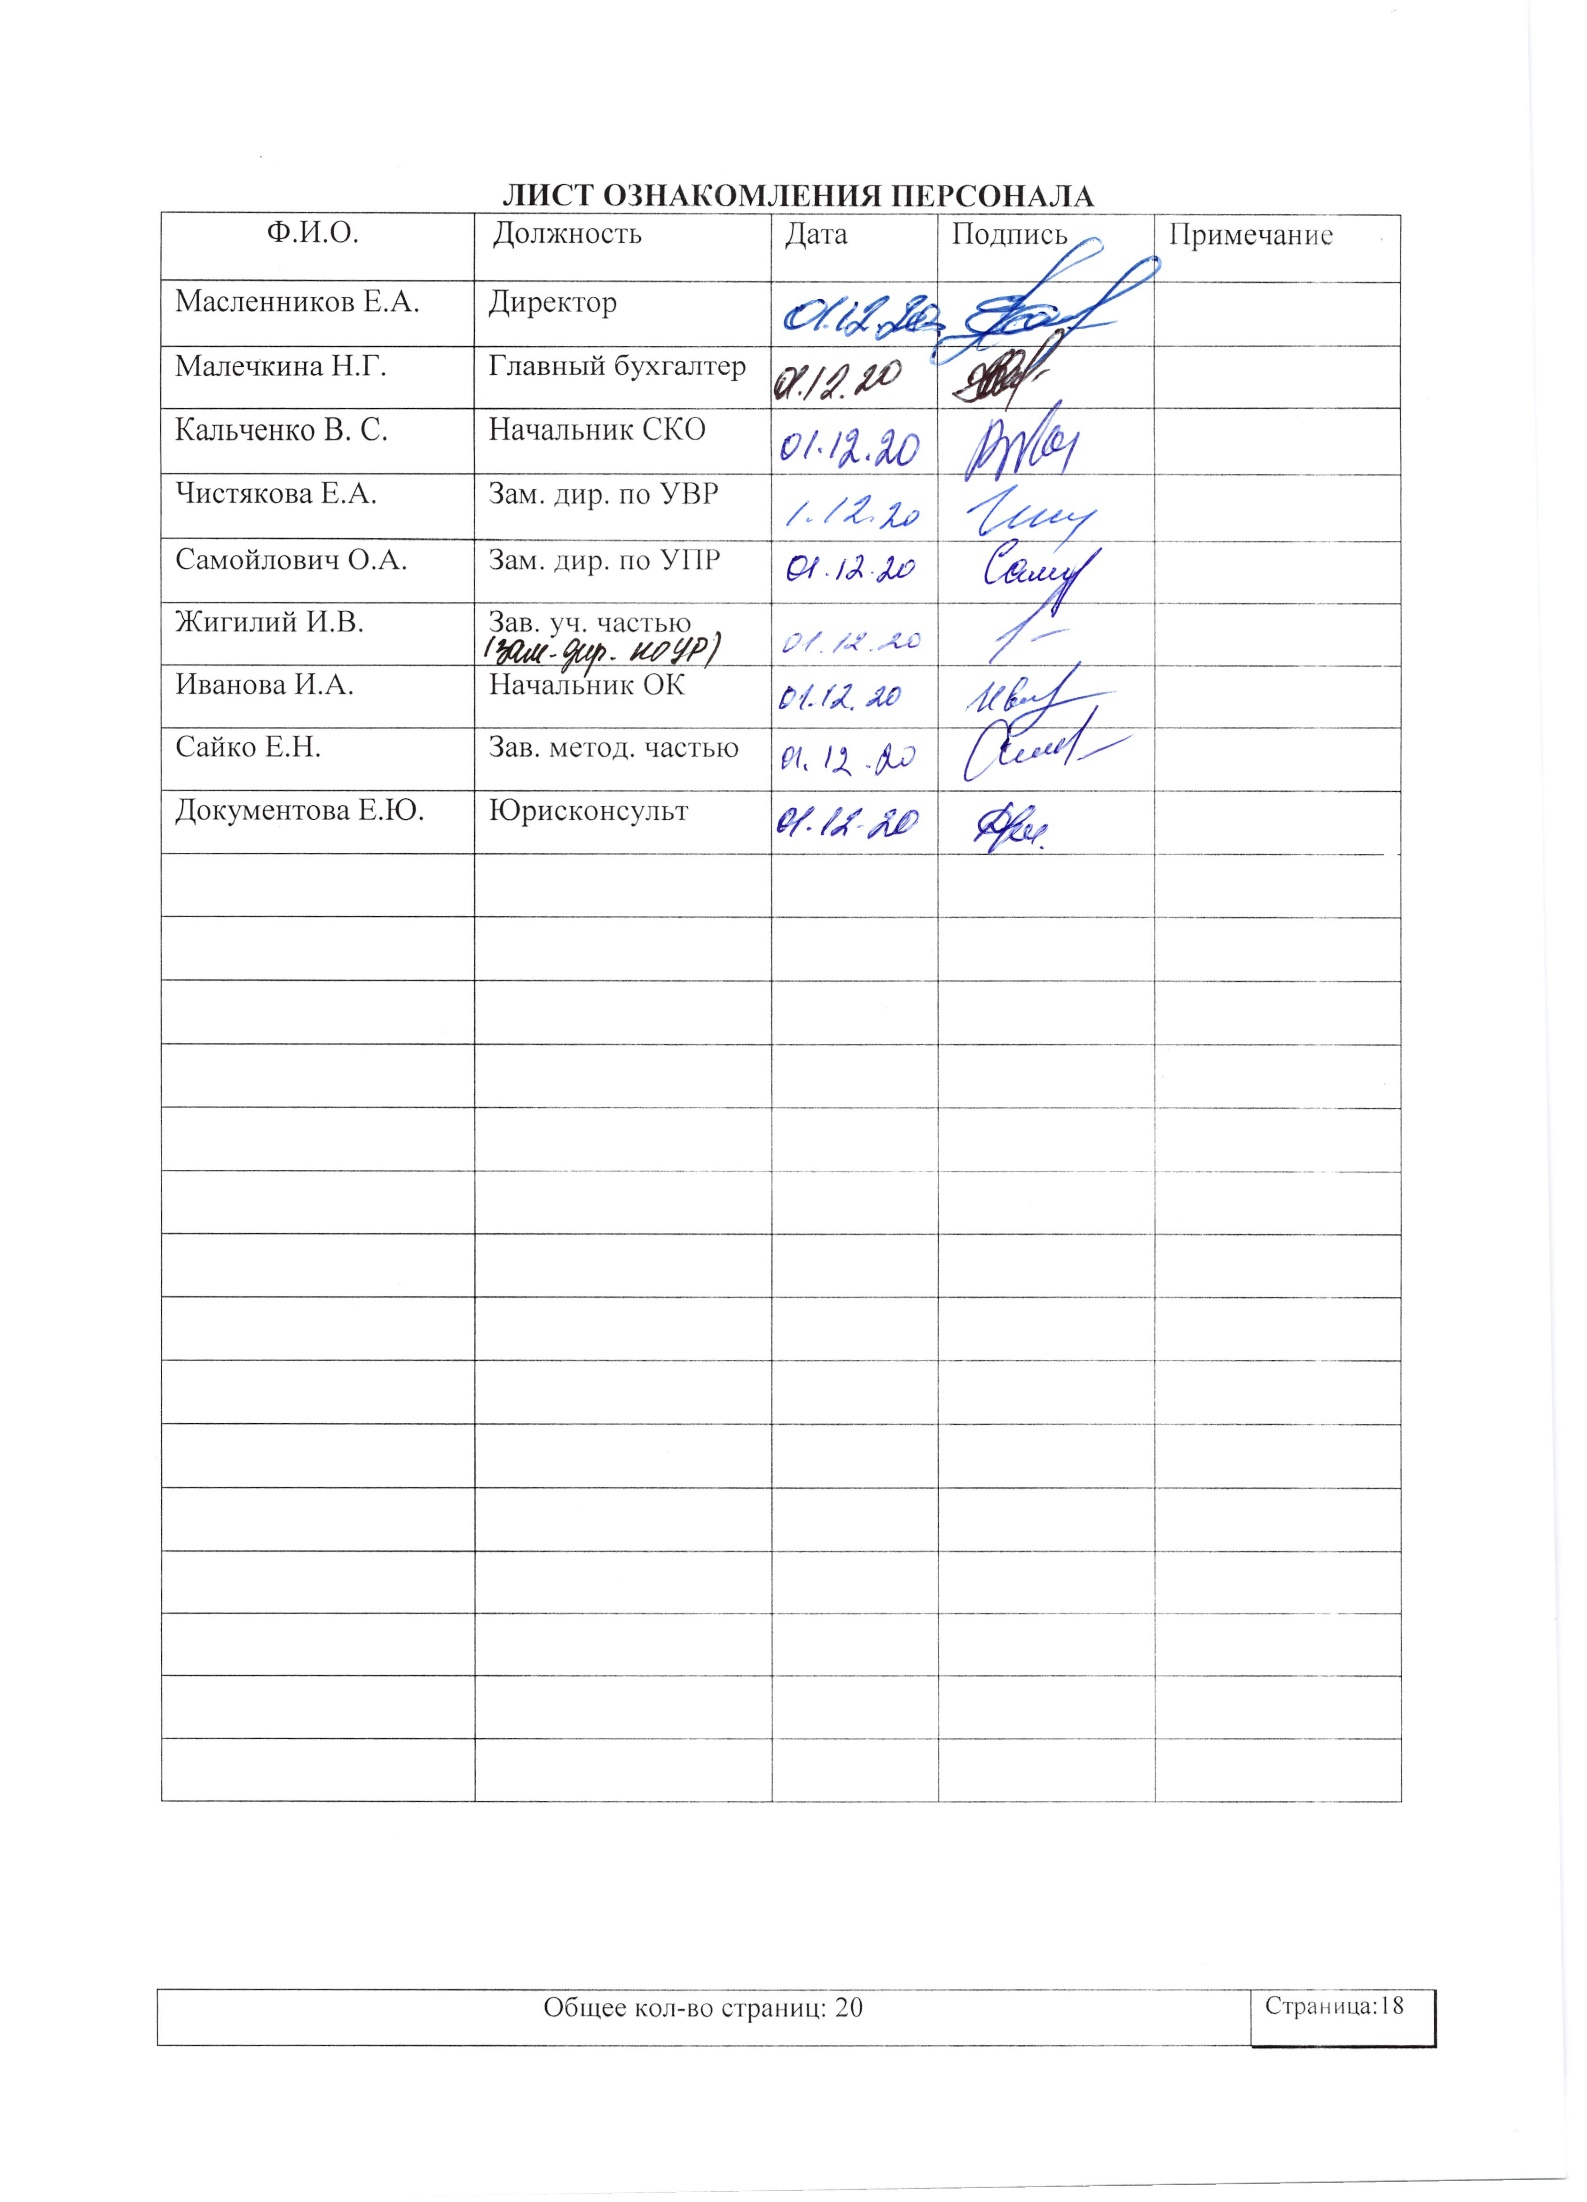 ЛИСТ ОЗНАКОМЛЕНИЯ ПЕРСОНАЛА
Ф.И.О. Должность Дата Подпись Примечание
Масленников Е.А. Директор 01.12.20
Малечкина Н.Г. Главный бухгалтер 01.12.20
Кальченко В. С. Начальник СКО 01.12.20
Чистякова Е.А. Зам. дир. по УВР 1.12.20
Самойлович О.А. Зам. дир. по УПР 01.12.20
Жигилий И.В. Зав. уч. частью 01.12.20
(зам. дир. по УР)
Иванова И.А. Начальник ОК 01.12.20
Сайко Е.Н. Зав. метод. частью 01.12.20
Документова Е.Ю. Юрисконсульт 01.12.20
Общее кол-во страниц: 20 Страница:18